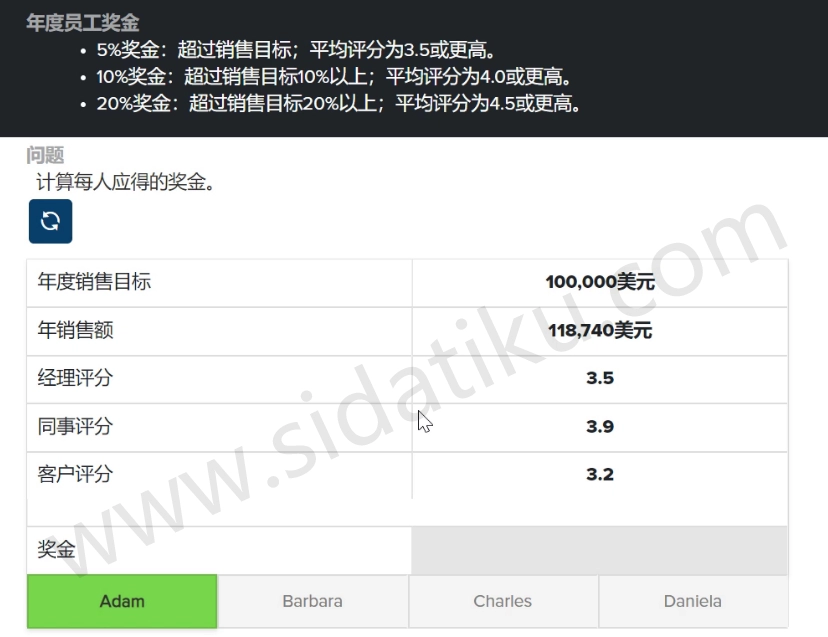 年度员工奖金
• 5%奖金：超过销售目标；平均评分为3.5或更高。
• 10%奖金：超过销售目标10%以上；平均评分为4.0或更高。
• 20%奖金：超过销售目标20%以上；平均评分为4.5或更高。
问题
计算每人应得的奖金。
年度销售目标 100,000美元
年销售额 118,740美元
经理评分 3.5
同事评分 3.9
客户评分 3.2
奖金
Adam Barbara Charles Daniela
www.sidatiku.com